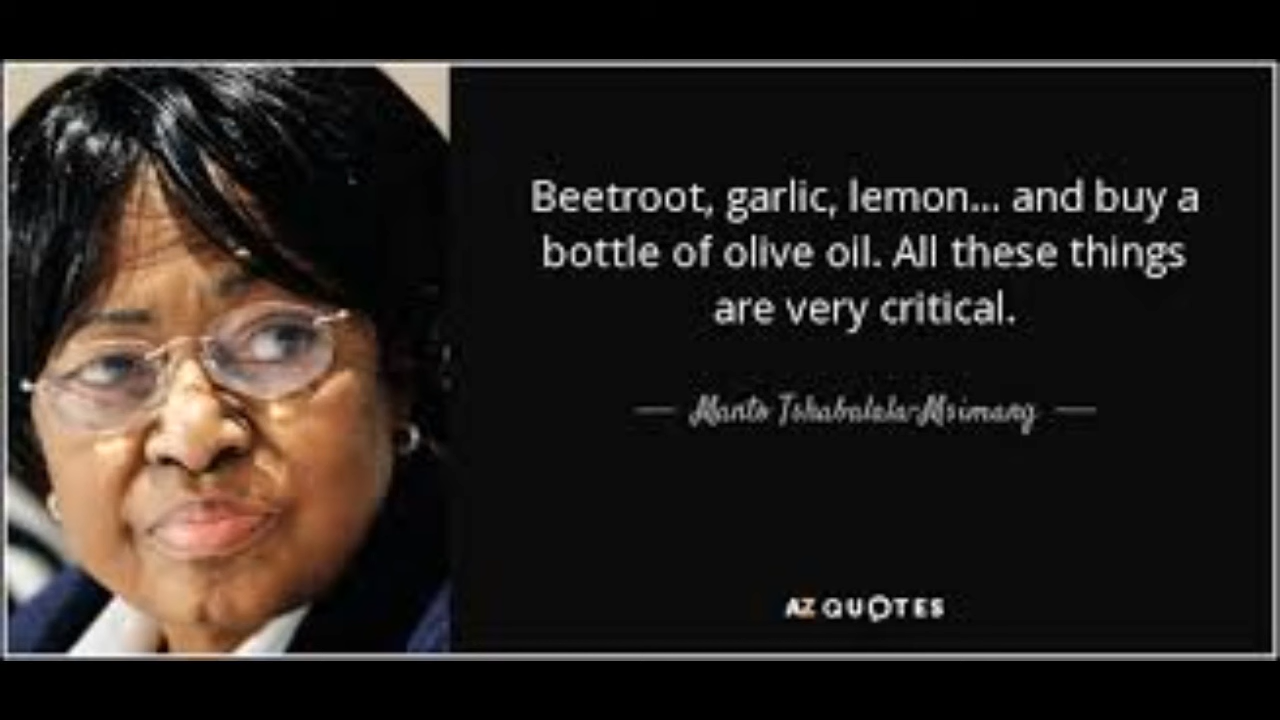 Beetroot, garlic, lemon... and buy a
bottle of olive oil. All these things
are very critical.
Manto Tshabalala-Msimang
AZ QUOTES